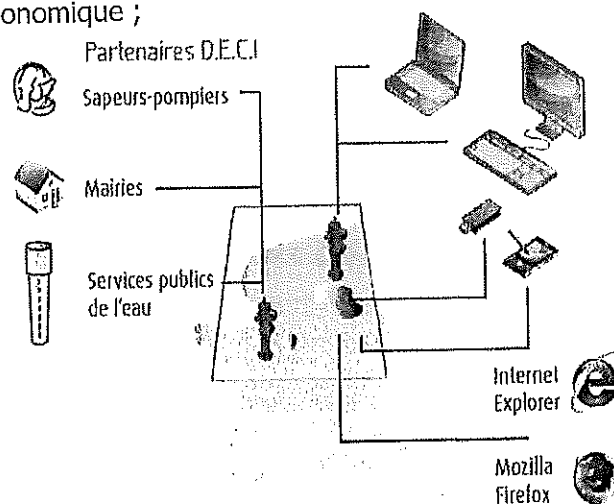 onomique ;
Partenaires D.E.C.I
Sapeurs-pompiers
Mairies
Services publics
de l'eau
Internet
Explorer
Mozilla
Firefox